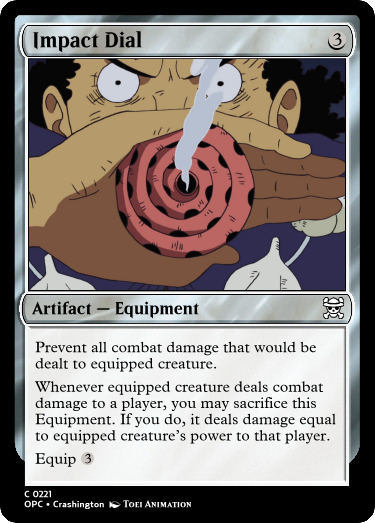 Impact Dial 3
Artifact — Equipment
Prevent all combat damage that would be
dealt to equipped creature.
Whenever equipped creature deals combat
damage to a player, you may sacrifice this
Equipment. If you do, it deals damage equal
to equipped creature's power to that player.
Equip 3
C 0221
OPC • Crashington TOEI ANIMATION